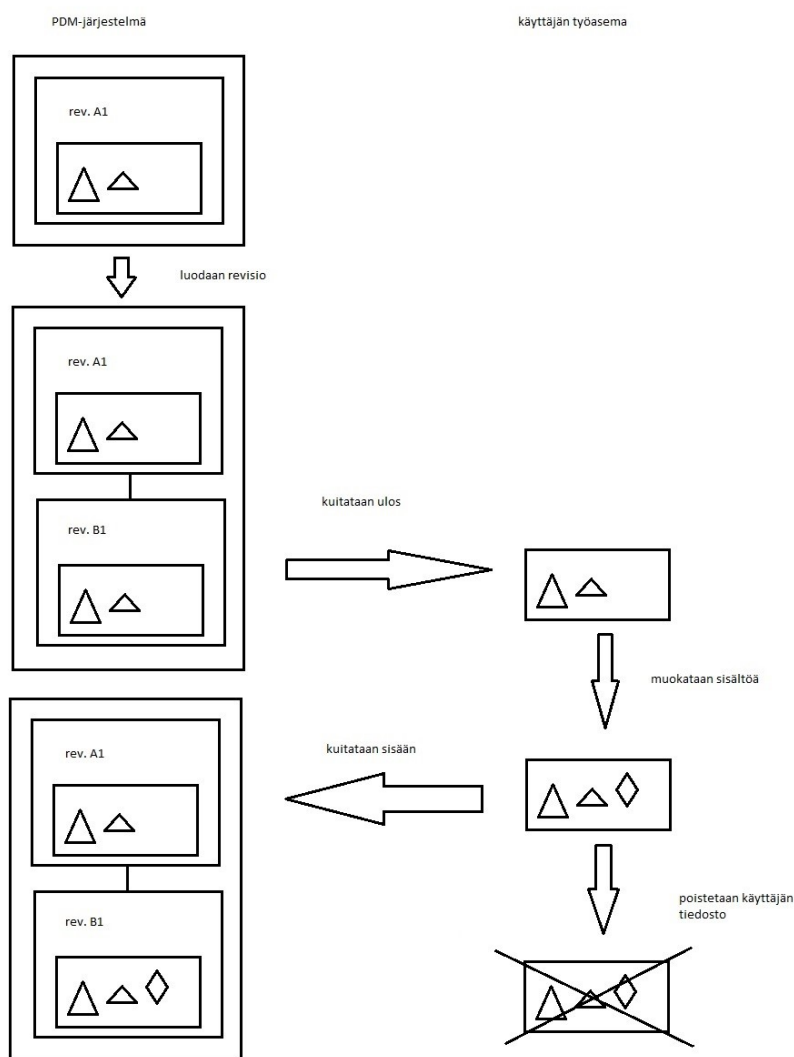 PDM-järjestelmä
käyttäjän työasema
rev. A1
luodaan revisio
rev. A1
rev. B1
kuitataan ulos
muokataan sisältöä
rev. A1
kuitataan sisään
rev. B1
poistetaan käyttäjän
tiedosto